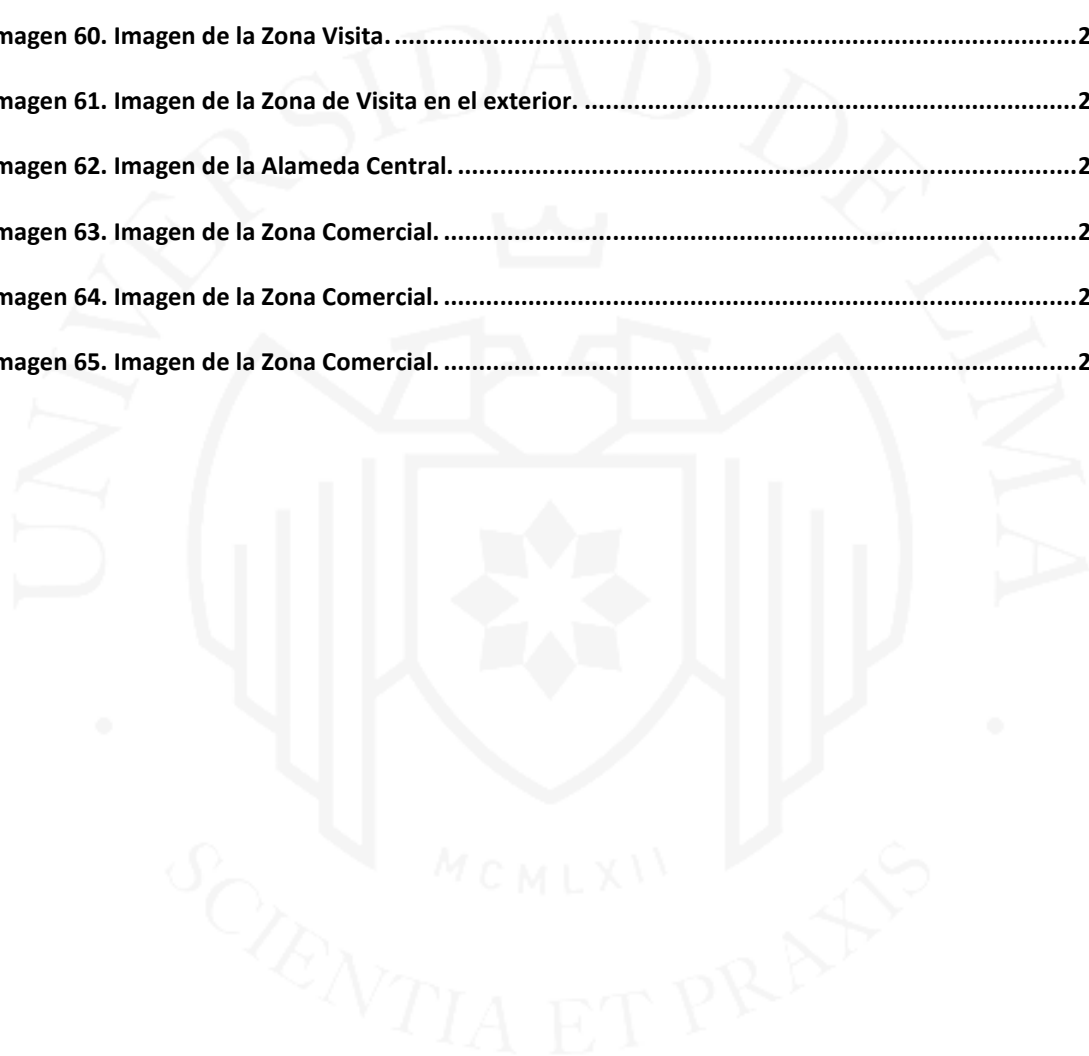 magen 60. Imagen de la Zona Visita. ........................................................................................................................2
magen 61. Imagen de la Zona de Visita en el exterior. ........................................................................................2
magen 62. Imagen de la Alameda Central. .............................................................................................................2
magen 63. Imagen de la Zona Comercial. ...............................................................................................................2
magen 64. Imagen de la Zona Comercial. ...............................................................................................................2
magen 65. Imagen de la Zona Comercial. ...............................................................................................................2
UNIVERSIDAD DE LIMA
MCMLXII
SCIENTIA ET PRAXIS